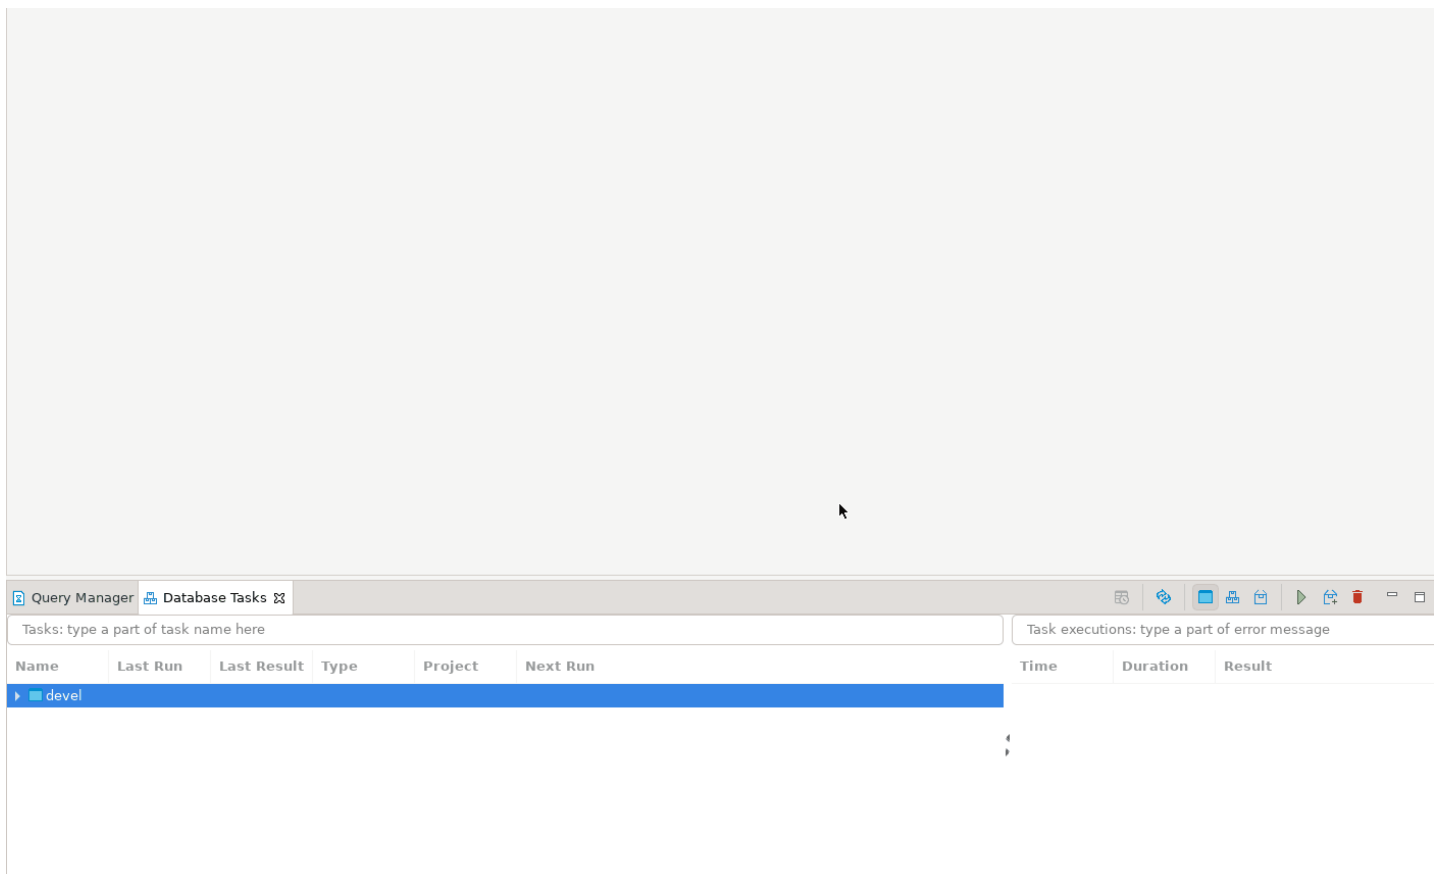 Query Manager Database Tasks
Tasks: type a part of task name here Task executions: type a part of error message
Name Last Run Last Result Type Project Next Run Time Duration Result
devel